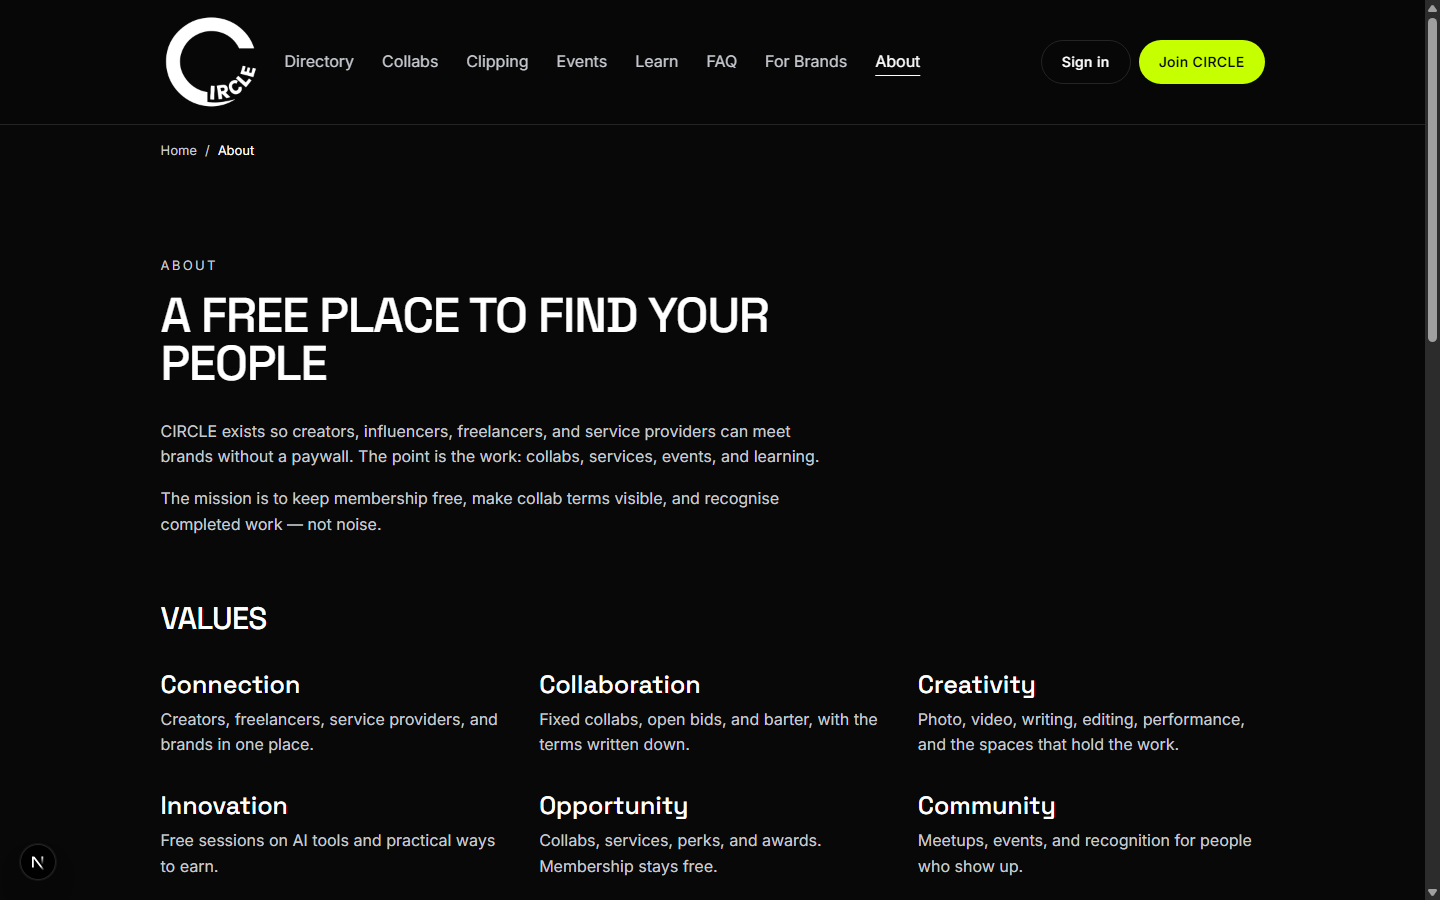 CIRCLE
Directory Collabs Clipping Events Learn FAQ For Brands About
Sign in
Join CIRCLE
Home / About
ABOUT
A FREE PLACE TO FIND YOUR
PEOPLE
CIRCLE exists so creators, influencers, freelancers, and service providers can meet
brands without a paywall. The point is the work: collabs, services, events, and learning.
The mission is to keep membership free, make collab terms visible, and recognise
completed work — not noise.
VALUES
Connection
Creators, freelancers, service providers, and
brands in one place.
Collaboration
Fixed collabs, open bids, and barter, with the
terms written down.
Creativity
Photo, video, writing, editing, performance,
and the spaces that hold the work.
Innovation
Free sessions on AI tools and practical ways
to earn.
Opportunity
Collabs, services, perks, and awards.
Membership stays free.
Community
Meetups, events, and recognition for people
who show up.
N